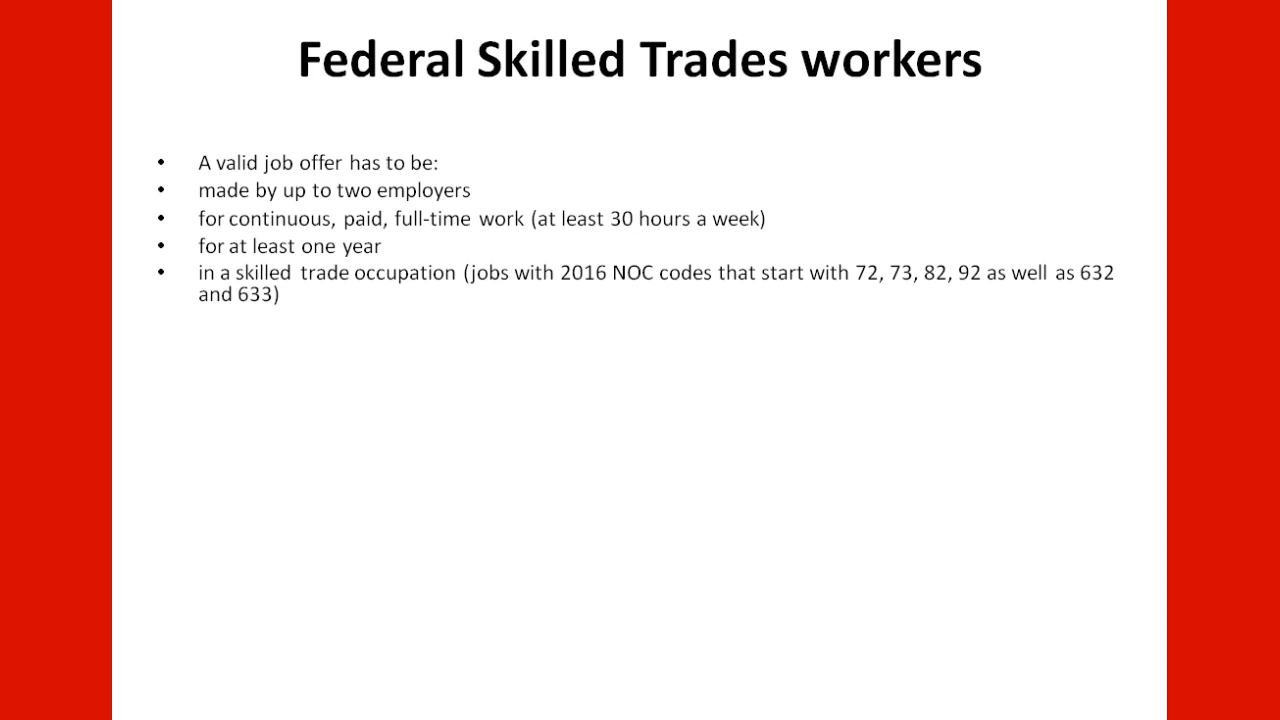 Federal Skilled Trades workers
• A valid job offer has to be:
• made by up to two employers
• for continuous, paid, full-time work (at least 30 hours a week)
• for at least one year
• in a skilled trade occupation (jobs with 2016 NOC codes that start with 72, 73, 82, 92 as well as 632
and 633)